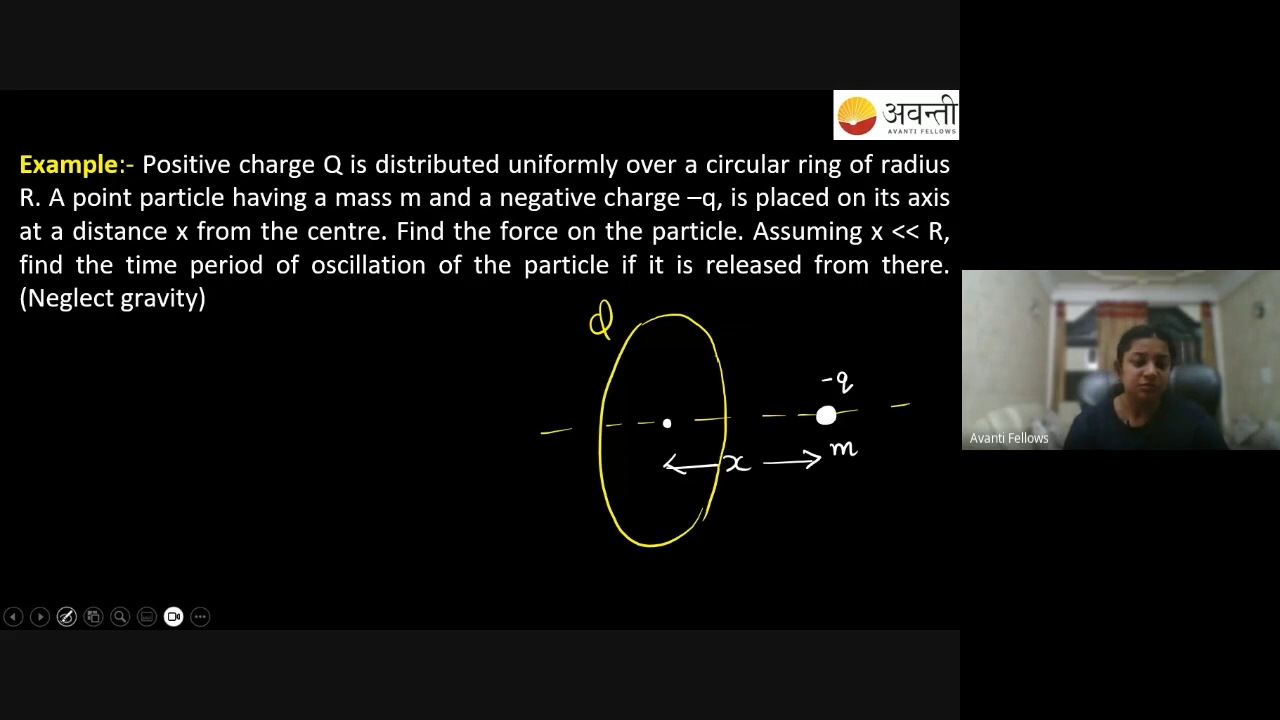 अवन्ती
AVANTI FELLOWS
Example:- Positive charge Q is distributed uniformly over a circular ring of radius
R. A point particle having a mass m and a negative charge –q, is placed on its axis
at a distance x from the centre. Find the force on the particle. Assuming x << R,
find the time period of oscillation of the particle if it is released from there.
(Neglect gravity)
Q
-q
x
m
Avanti Fellows